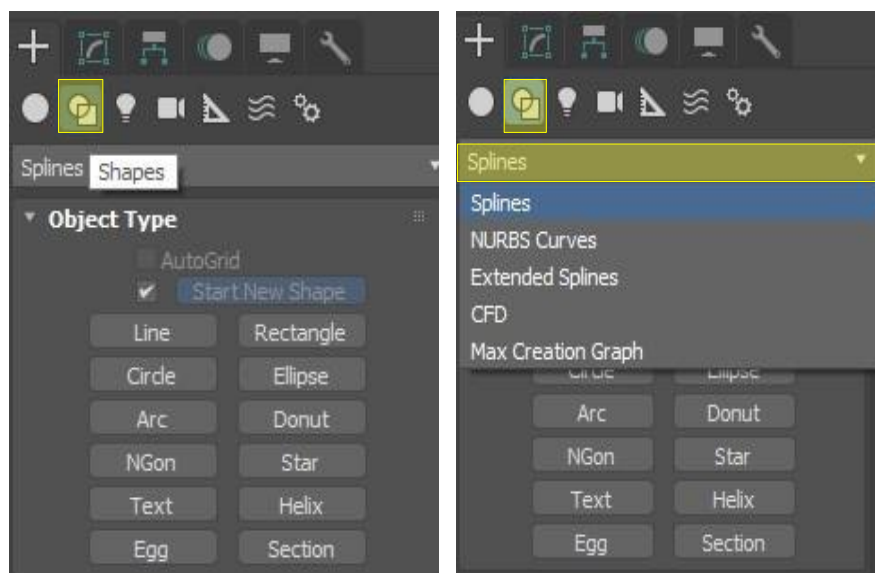 Splines
Shapes
Object Type
AutoGrid
Start New Shape
Line Rectangle
Circle Ellipse
Arc Donut
NGon Star
Text Helix
Egg Section
Splines
Splines
NURBS Curves
Extended Splines
CFD
Max Creation Graph
Circle Ellipse
Arc Donut
NGon Star
Text Helix
Egg Section